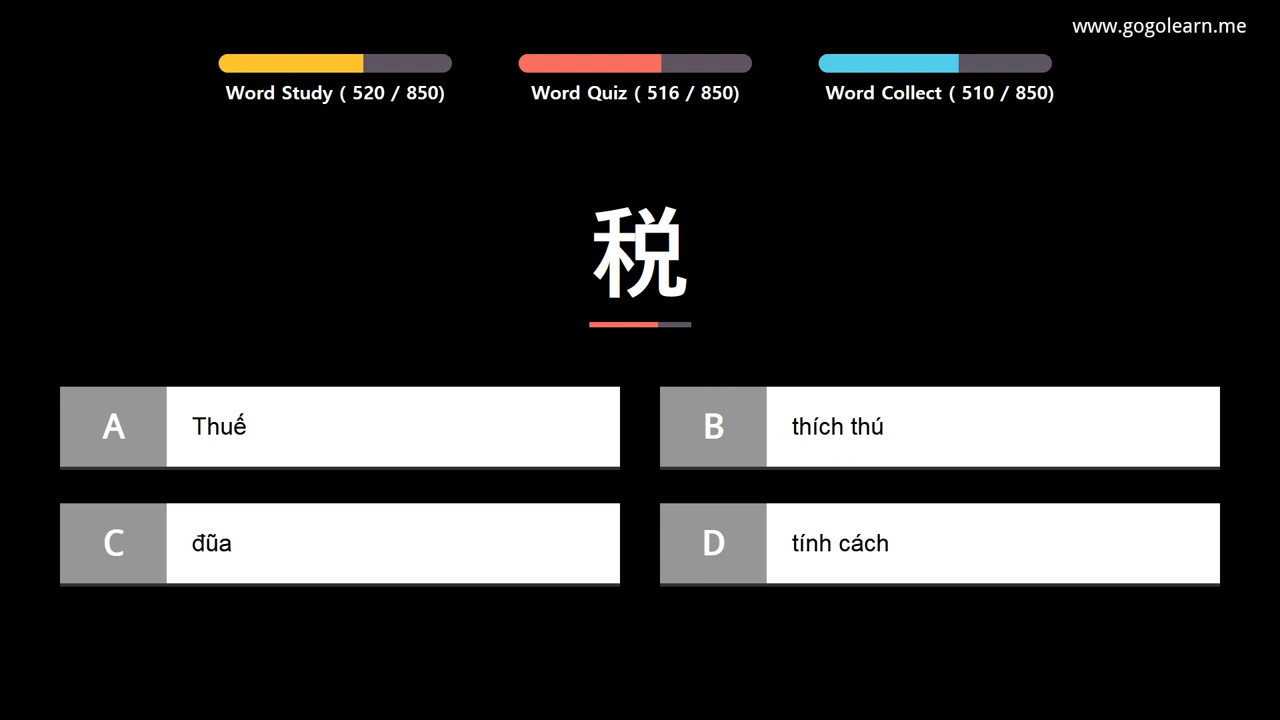 www.gogolearn.me
Word Study ( 520 / 850)
Word Quiz ( 516 / 850)
Word Collect ( 510 / 850)
税
A Thuế
B thích thú
C đũa
D tính cách